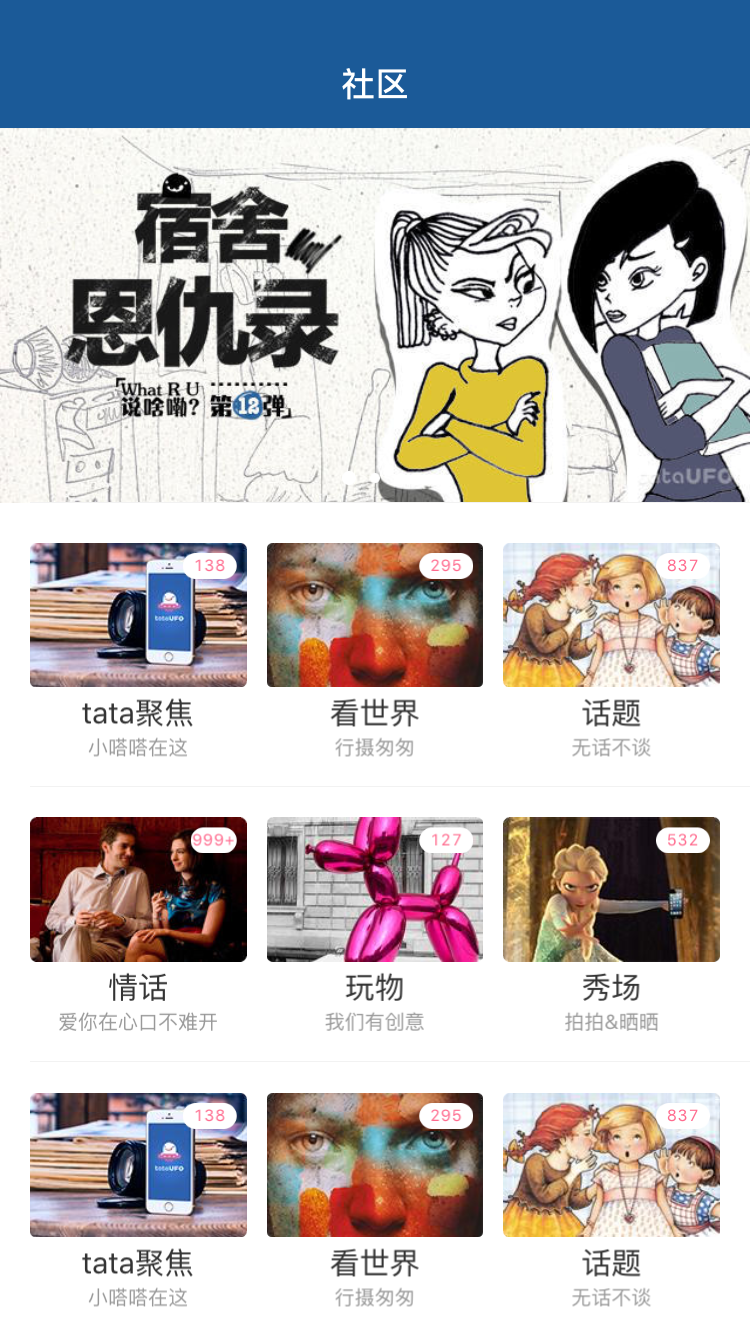 社区
宿舍
恩仇录
「What R U
说啥嘞? 第12弹」
tataUFO
138
295
837
tataUFO
tata聚焦
看世界
话题
小嗒嗒在这
行摄匆匆
无话不谈
999+
127
532
情话
玩物
秀场
爱你在心口不难开
我们有创意
拍拍&晒晒
138
295
837
tataUFO
tata聚焦
看世界
话题
小嗒嗒在这
行摄匆匆
无话不谈